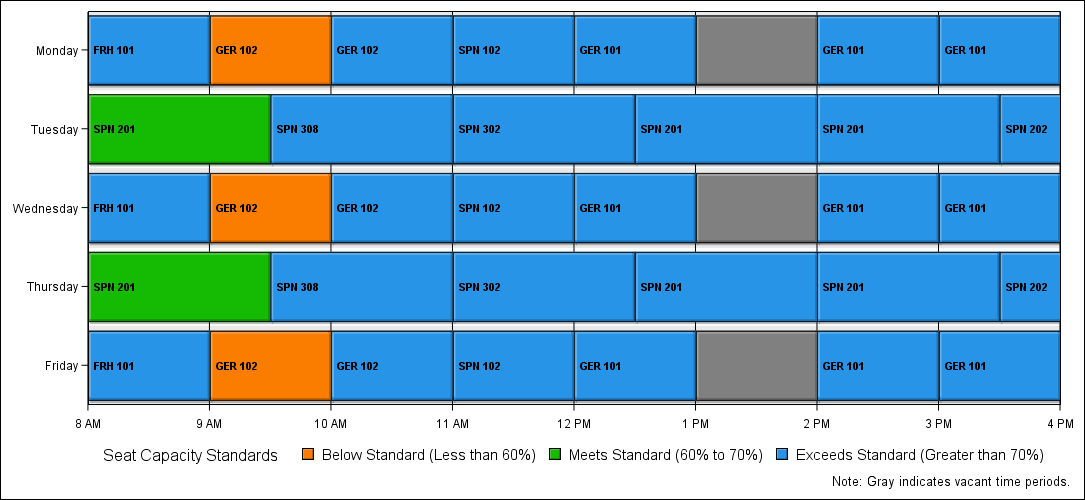 Monday FRH 101 GER 102 GER 102 SPN 102 GER 101 GER 101 GER 101
Tuesday SPN 201 SPN 308 SPN 302 SPN 201 SPN 201 SPN 202
Wednesday FRH 101 GER 102 GER 102 SPN 102 GER 101 GER 101 GER 101
Thursday SPN 201 SPN 308 SPN 302 SPN 201 SPN 201 SPN 202
Friday FRH 101 GER 102 GER 102 SPN 102 GER 101 GER 101 GER 101
8 AM 9 AM 10 AM 11 AM 12 PM 1 PM 2 PM 3 PM 4 PM
Seat Capacity Standards Below Standard (Less than 60%) Meets Standard (60% to 70%) Exceeds Standard (Greater than 70%)
Note: Gray indicates vacant time periods.